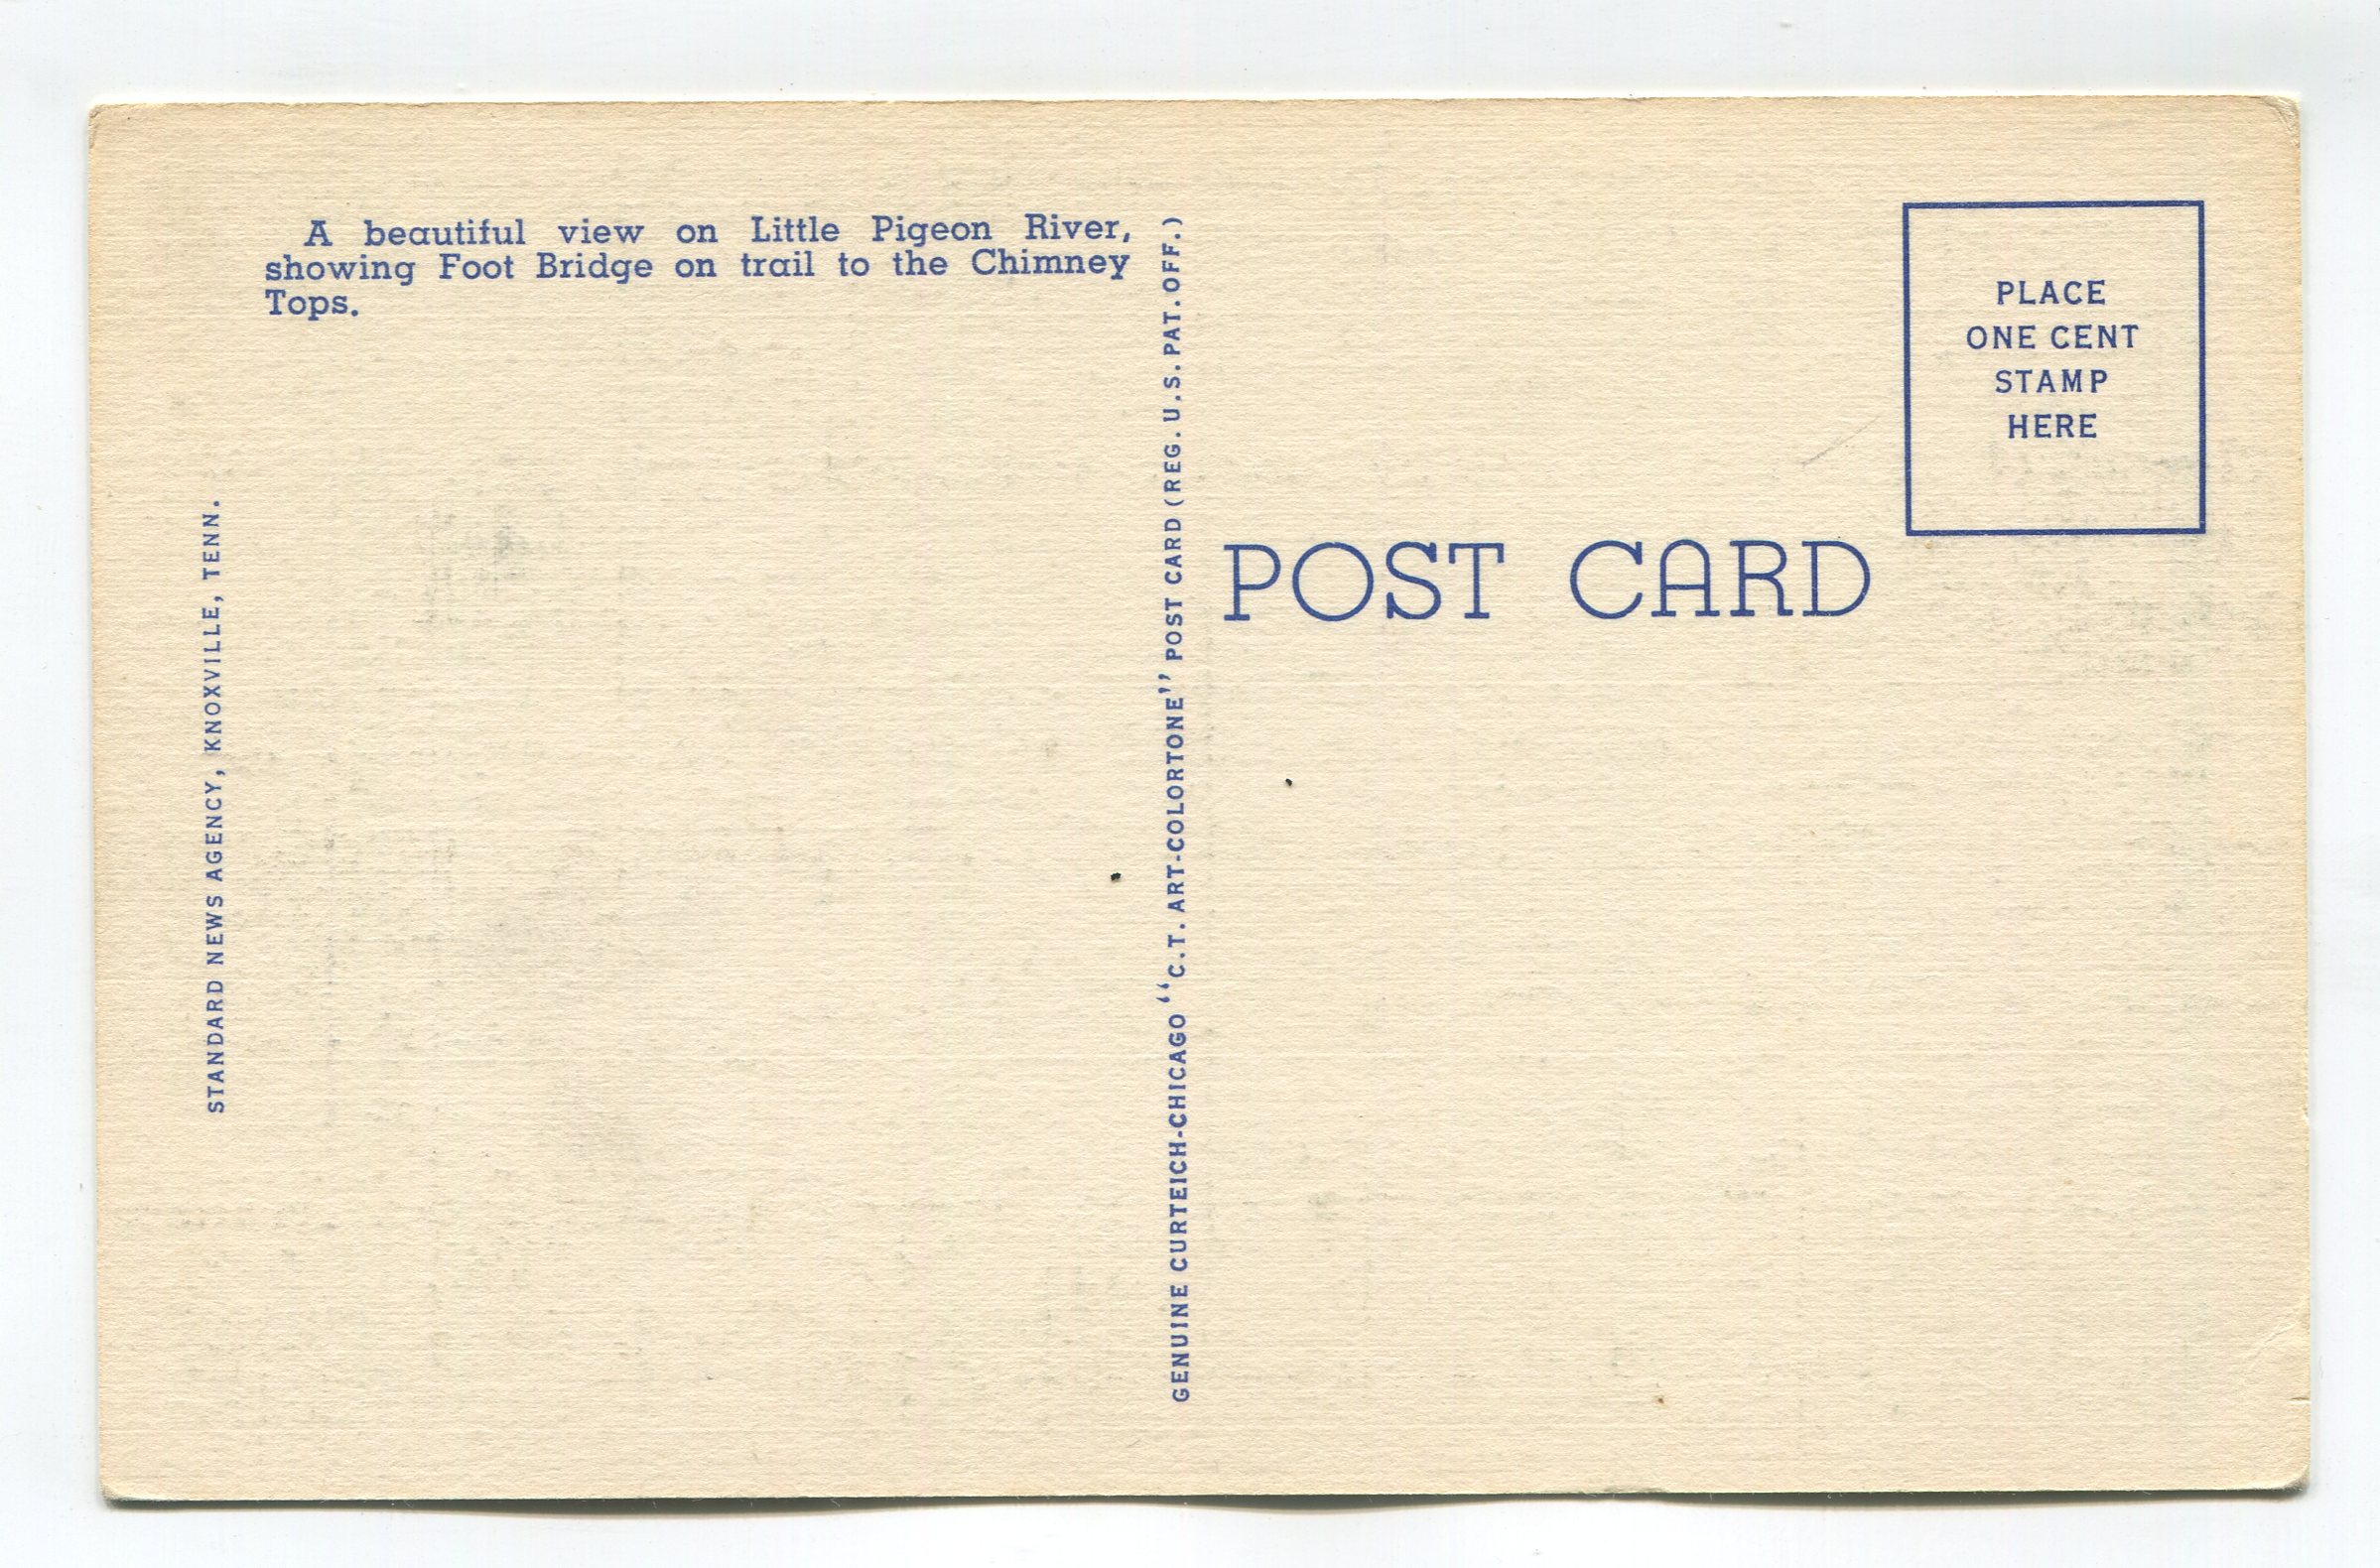 A beautiful view on Little Pigeon River,
showing Foot Bridge on trail to the Chimney
Tops.
STANDARD NEWS AGENCY, KNOXVILLE, TENN.
GENUINE CURTEICH-CHICAGO "C.T. ART-COLORTONE" POST CARD (REG. U.S. PAT. OFF.)
POST CARD
PLACE
ONE CENT
STAMP
HERE